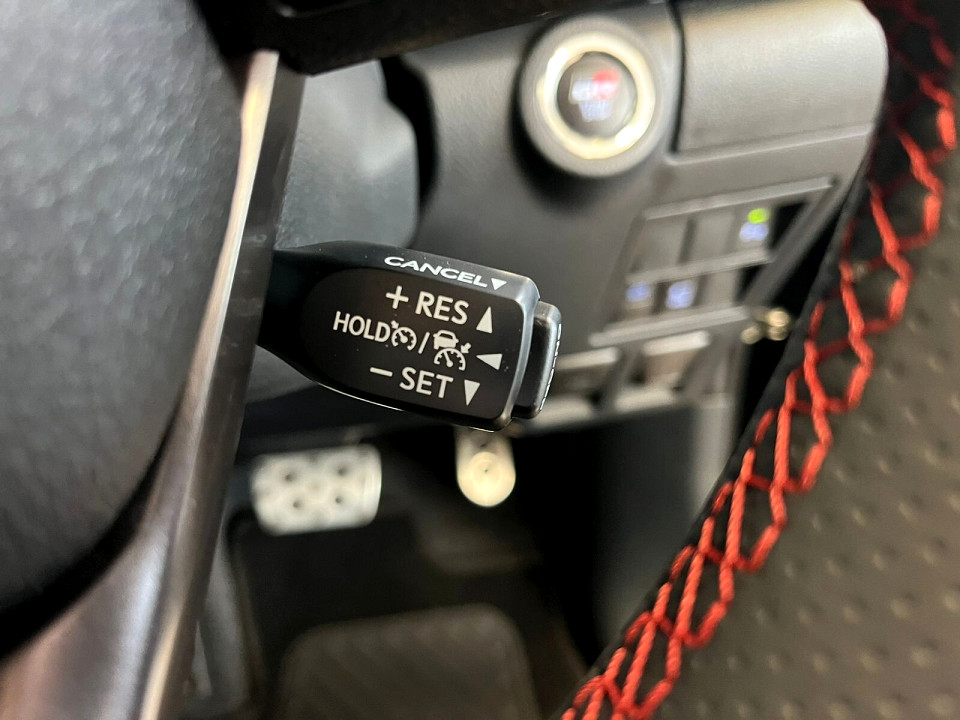 CANCEL▼
+ RES ▲
HOLD / ◀
− SET ▼